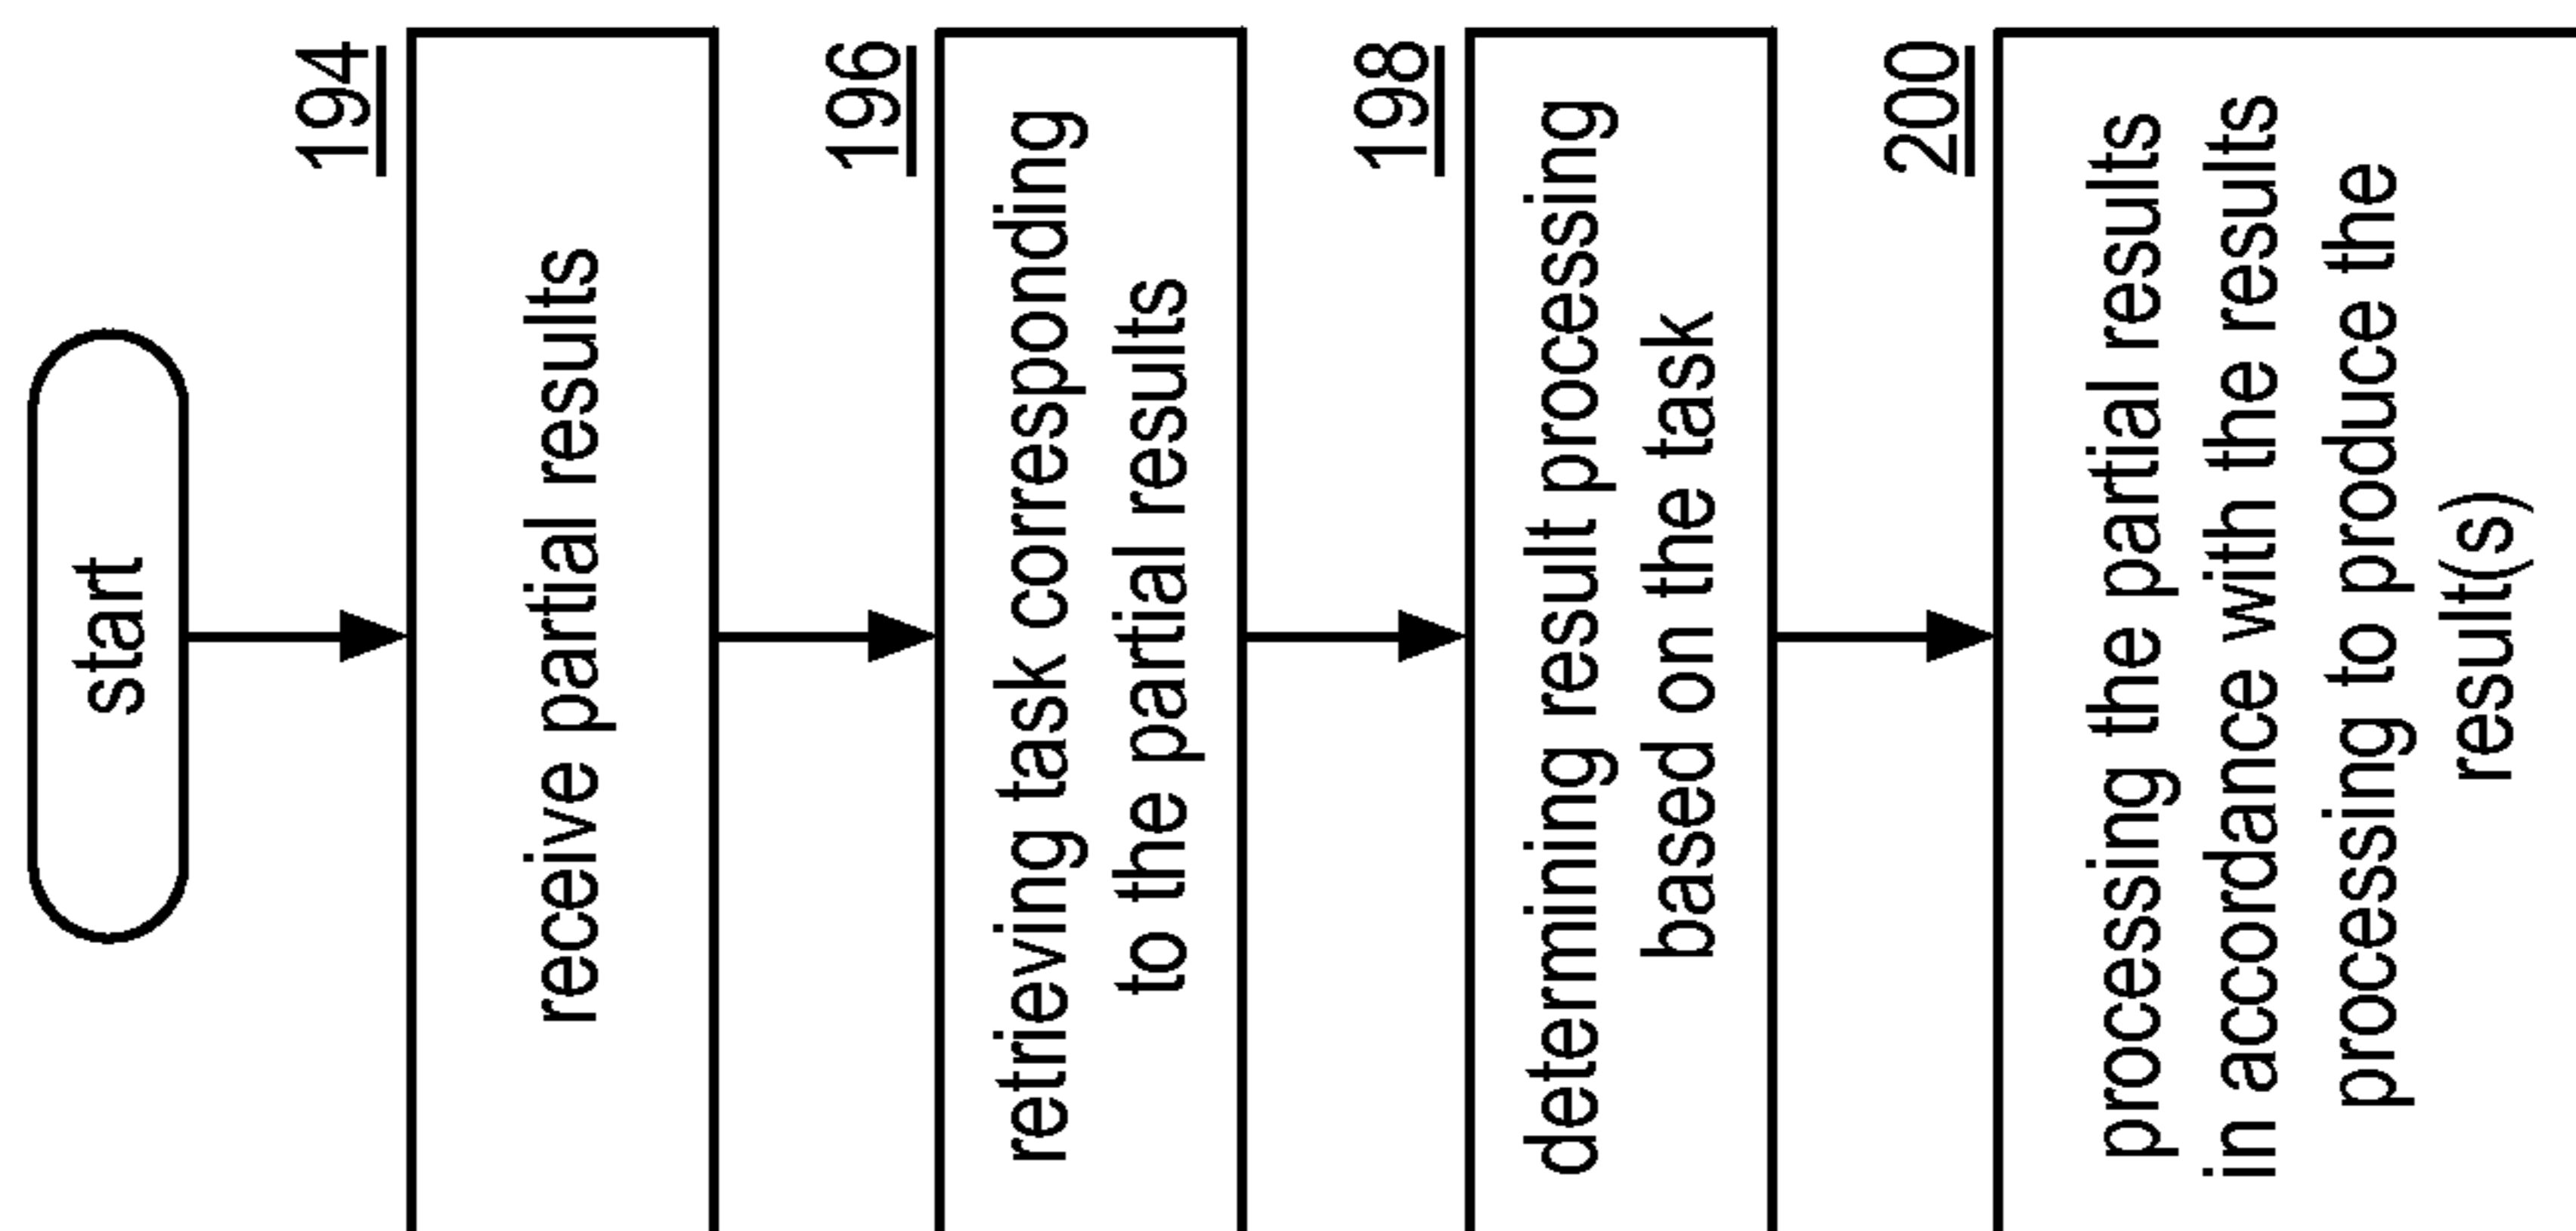 start
194
receive partial results
196
retrieving task corresponding
to the partial results
198
determining result processing
based on the task
200
processing the partial results
in accordance with the results
processing to produce the
result(s)